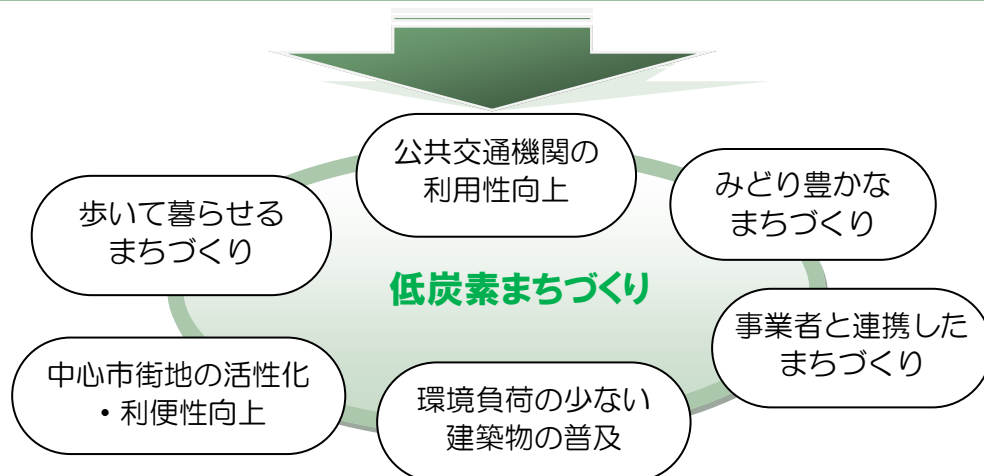 公共交通機関の
利用性向上
みどり豊かな
まちづくり
歩いて暮らせる
まちづくり
低炭素まちづくり
事業者と連携した
まちづくり
中心市街地の活性化
・利便性向上
環境負荷の少ない
建築物の普及